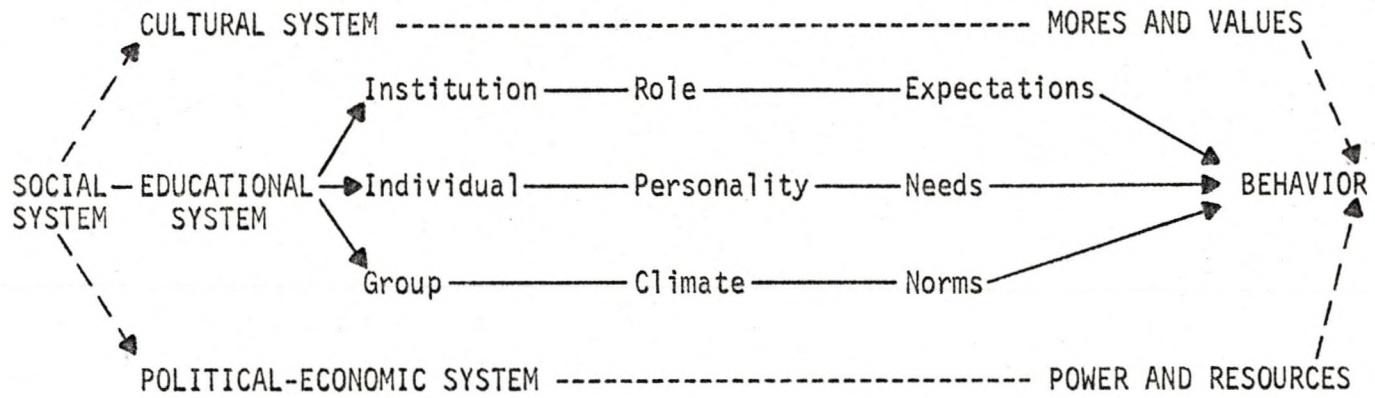 CULTURAL SYSTEM MORES AND VALUES
Institution Role Expectations
SOCIAL EDUCATIONAL Individual Personality Needs BEHAVIOR
SYSTEM SYSTEM
Group Climate Norms
POLITICAL-ECONOMIC SYSTEM POWER AND RESOURCES